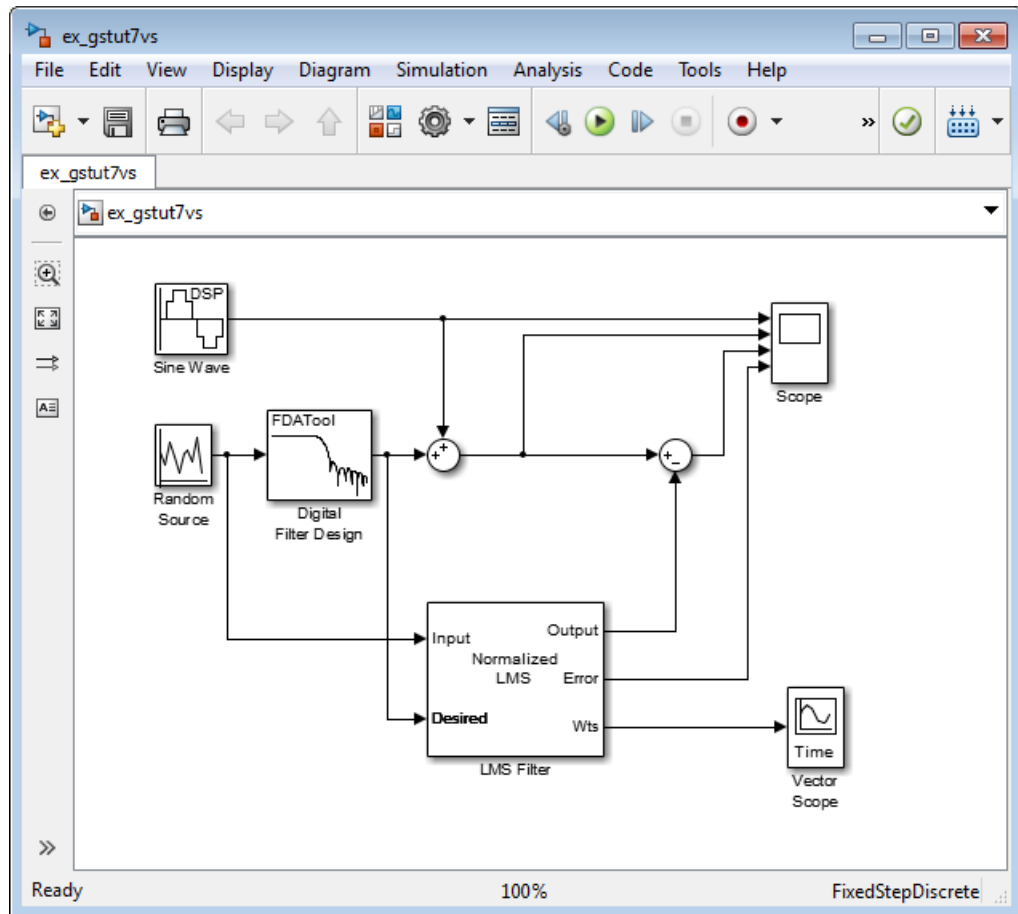 ex_gstut7vs
File Edit View Display Diagram Simulation Analysis Code Tools Help
»
ex_gstut7vs
ex_gstut7vs
DSP
Sine Wave
Scope
FDATool
Random
Source
Digital
Filter Design
Input
Output
Normalized
LMS
Error
Desired
Wts
LMS Filter
Time
Vector
Scope
»
Ready 100% FixedStepDiscrete